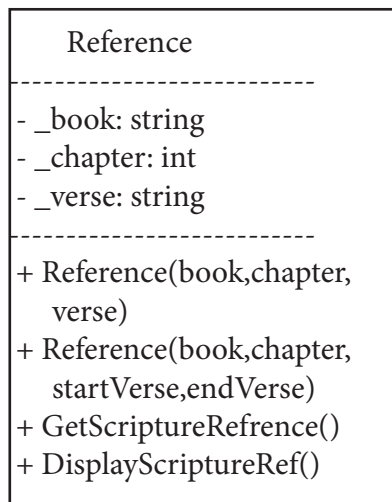 Reference
---------------------------
- _book: string
- _chapter: int
- _verse: string
---------------------------
+ Reference(book,chapter,
verse)
+ Reference(book,chapter,
startVerse,endVerse)
+ GetScriptureRefrence()
+ DisplayScriptureRef()